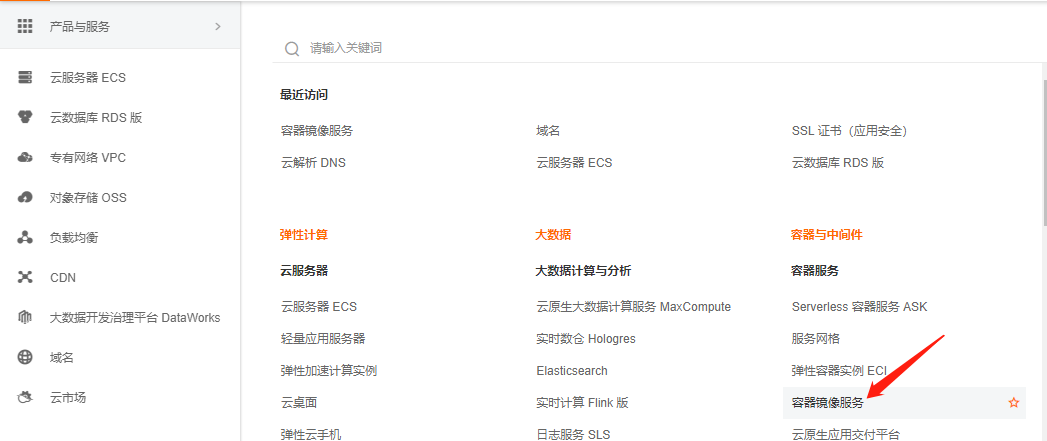 产品与服务
云服务器 ECS
云数据库 RDS 版
专有网络 VPC
对象存储 OSS
负载均衡
CDN
大数据开发治理平台 DataWorks
域名
云市场
请输入关键词
最近访问
容器镜像服务 域名 SSL 证书（应用安全）
云解析 DNS 云服务器 ECS 云数据库 RDS 版
弹性计算 大数据 容器与中间件
云服务器 大数据计算与分析 容器服务
云服务器 ECS 云原生大数据计算服务 MaxCompute Serverless 容器服务 ASK
轻量应用服务器 实时数仓 Hologres 服务网格
弹性加速计算实例 Elasticsearch 弹性容器实例 ECI
云桌面 实时计算 Flink 版 容器镜像服务
弹性云手机 日志服务 SLS 云原生应用交付平台